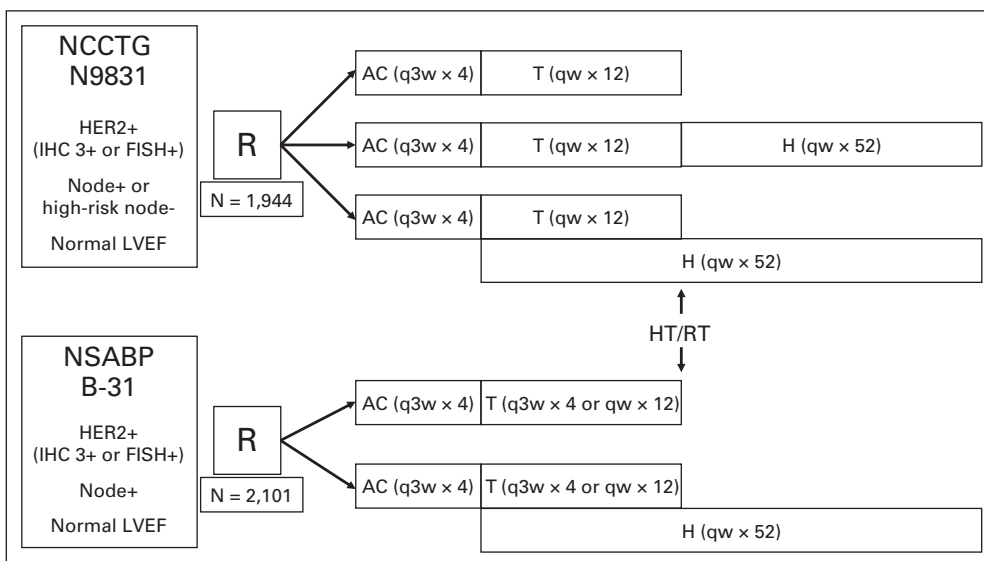 NCCTG
N9831
HER2+
(IHC 3+ or FISH+)
Node+ or
high-risk node-
Normal LVEF
R
N = 1,944
AC (q3w × 4)
T (qw × 12)
AC (q3w × 4)
T (qw × 12)
H (qw × 52)
AC (q3w × 4)
T (qw × 12)
H (qw × 52)
HT/RT
NSABP
B-31
HER2+
(IHC 3+ or FISH+)
Node+
Normal LVEF
R
N = 2,101
AC (q3w × 4)
T (q3w × 4 or qw × 12)
AC (q3w × 4)
T (q3w × 4 or qw × 12)
H (qw × 52)